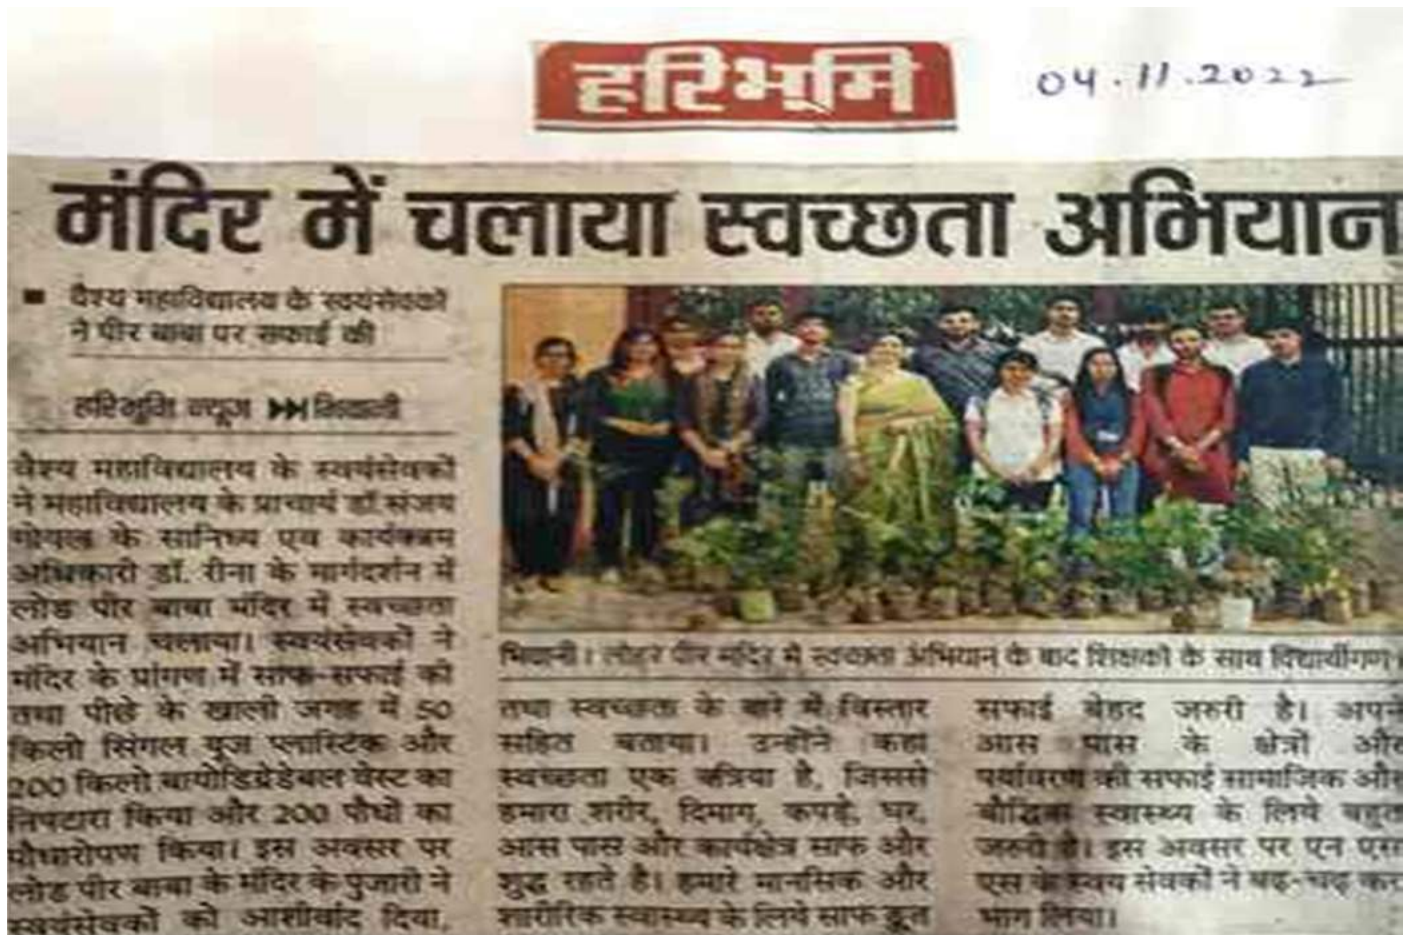 हरिभूमि
04.11.2022
मंदिर में चलाया स्वच्छता अभियान
■ वैश्य महाविद्यालय के स्वयंसेवकों
ने पीर बाबा पर सफाई की
हरिभूमि न्यूज ▶▶ भिवानी
वैश्य महाविद्यालय के स्वयंसेवकों
ने महाविद्यालय के प्राचार्य डॉ.संजय
गोयल के सानिध्य एवं कार्यक्रम
अधिकारी डॉ. रीना के मार्गदर्शन में
लोड पीर बाबा मंदिर में स्वच्छता
अभियान चलाया। स्वयंसेवकों ने
मंदिर के प्रांगण में साफ-सफाई की
तथा पीछे के खाली जगह में 50
किलो सिंगल यूज प्लास्टिक और
200 किलो बायोडिग्रेडेबल वेस्ट का
निपटारा किया और 200 पौधों का
पौधारोपण किया। इस अवसर पर
लोड पीर बाबा के मंदिर के पुजारी ने
स्वयंसेवकों को आशीर्वाद दिया,
भिवानी। लोहर पीर मंदिर में स्वच्छता अभियान के बाद शिक्षकों के साथ विद्यार्थीगण।
तथा स्वच्छता के बारे में विस्तार
सहित बताया। उन्होंने कहा
स्वच्छता एक क्रिया है, जिससे
हमारा शरीर, दिमाग, कपड़े, घर,
आस पास और कार्यक्षेत्र साफ और
शुद्ध रहते है। हमारे मानसिक और
शारीरिक स्वास्थ्य के लिये साफ
सफाई बेहद जरुरी है। अपने
आस पास के क्षेत्रों और
पर्यावरण की सफाई सामाजिक और
बौद्धिक स्वास्थ्य के लिये बहुत
जरुरी है। इस अवसर पर एन एस
एस के स्वयं सेवकों ने बढ़-चढ़ कर
भाग लिया।